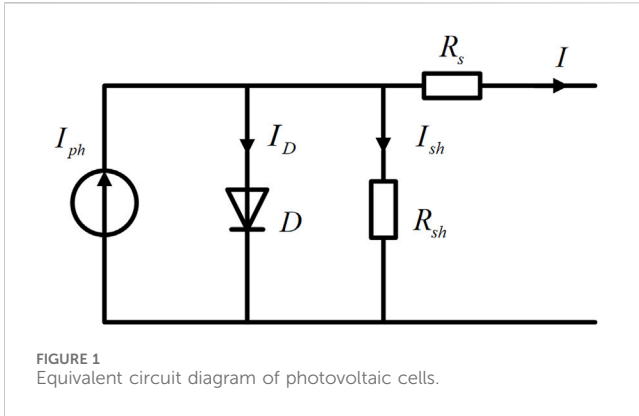 R_s
I
I_ph
I_D
I_sh
D
R_sh
FIGURE 1
Equivalent circuit diagram of photovoltaic cells.